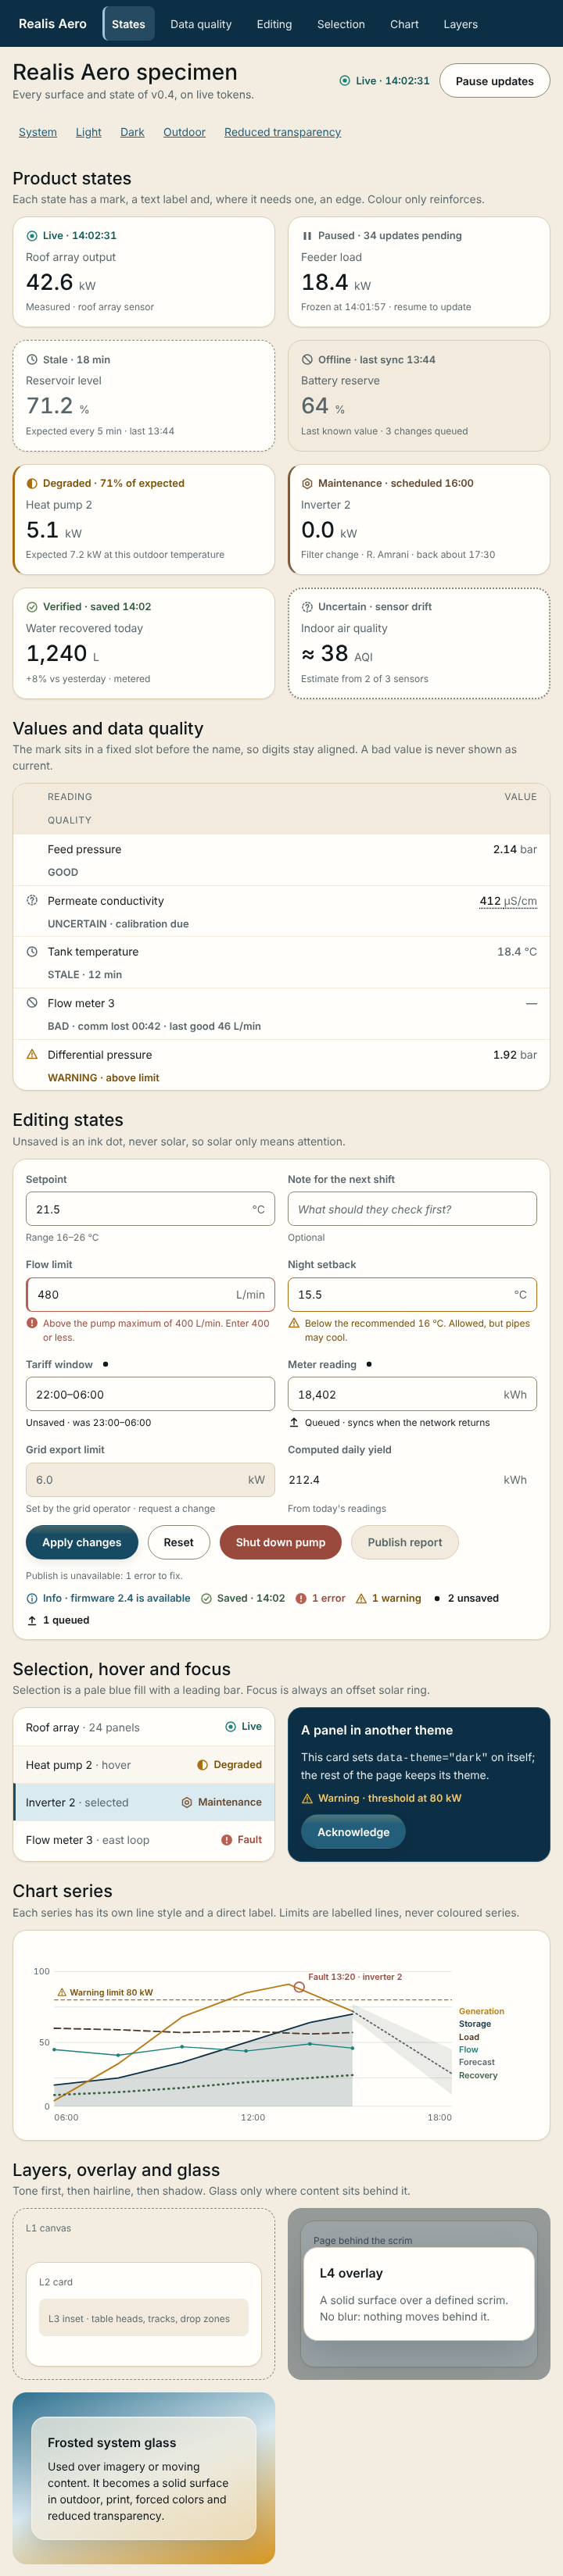 Realis Aero States Data quality Editing Selection Chart Layers
Realis Aero specimen
Every surface and state of v0.4, on live tokens.
Live · 14:02:31 Pause updates
System Light Dark Outdoor Reduced transparency
Product states
Each state has a mark, a text label and, where it needs one, an edge. Colour only reinforces.
Live · 14:02:31
Roof array output
42.6 kW
Measured · roof array sensor
Paused · 34 updates pending
Feeder load
18.4 kW
Frozen at 14:01:57 · resume to update
Stale · 18 min
Reservoir level
71.2 %
Expected every 5 min · last 13:44
Offline · last sync 13:44
Battery reserve
64 %
Last known value · 3 changes queued
Degraded · 71% of expected
Heat pump 2
5.1 kW
Expected 7.2 kW at this outdoor temperature
Maintenance · scheduled 16:00
Inverter 2
0.0 kW
Filter change · R. Amrani · back about 17:30
Verified · saved 14:02
Water recovered today
1,240 L
+8% vs yesterday · metered
Uncertain · sensor drift
Indoor air quality
≈ 38 AQI
Estimate from 2 of 3 sensors
Values and data quality
The mark sits in a fixed slot before the name, so digits stay aligned. A bad value is never shown as
current.
READING VALUE
QUALITY
Feed pressure 2.14 bar
GOOD
Permeate conductivity 412 µS/cm
UNCERTAIN · calibration due
Tank temperature 18.4 °C
STALE · 12 min
Flow meter 3 —
BAD · comm lost 00:42 · last good 46 L/min
Differential pressure 1.92 bar
WARNING · above limit
Editing states
Unsaved is an ink dot, never solar, so solar only means attention.
Setpoint
21.5 °C
Range 16–26 °C
Note for the next shift
What should they check first?
Optional
Flow limit
480 L/min
Above the pump maximum of 400 L/min. Enter 400
or less.
Night setback
15.5 °C
Below the recommended 16 °C. Allowed, but pipes
may cool.
Tariff window
22:00–06:00
Unsaved · was 23:00–06:00
Meter reading
18,402 kWh
Queued · syncs when the network returns
Grid export limit
6.0 kW
Set by the grid operator · request a change
Computed daily yield
212.4 kWh
From today's readings
Apply changes Reset Shut down pump Publish report
Publish is unavailable: 1 error to fix.
Info · firmware 2.4 is available Saved · 14:02 1 error 1 warning 2 unsaved
1 queued
Selection, hover and focus
Selection is a pale blue fill with a leading bar. Focus is always an offset solar ring.
Roof array · 24 panels Live
Heat pump 2 · hover Degraded
Inverter 2 · selected Maintenance
Flow meter 3 · east loop Fault
A panel in another theme
This card sets data-theme="dark" on itself;
the rest of the page keeps its theme.
Warning · threshold at 80 kW
Acknowledge
Chart series
Each series has its own line style and a direct label. Limits are labelled lines, never coloured series.
100
50
0
06:00 12:00 18:00
Warning limit 80 kW
Fault 13:20 · inverter 2
Generation
Storage
Load
Flow
Forecast
Recovery
Layers, overlay and glass
Tone first, then hairline, then shadow. Glass only where content sits behind it.
L1 canvas
L2 card
L3 inset · table heads, tracks, drop zones
Page behind the scrim
L4 overlay
A solid surface over a defined scrim.
No blur: nothing moves behind it.
Frosted system glass
Used over imagery or moving
content. It becomes a solid surface
in outdoor, print, forced colors and
reduced transparency.